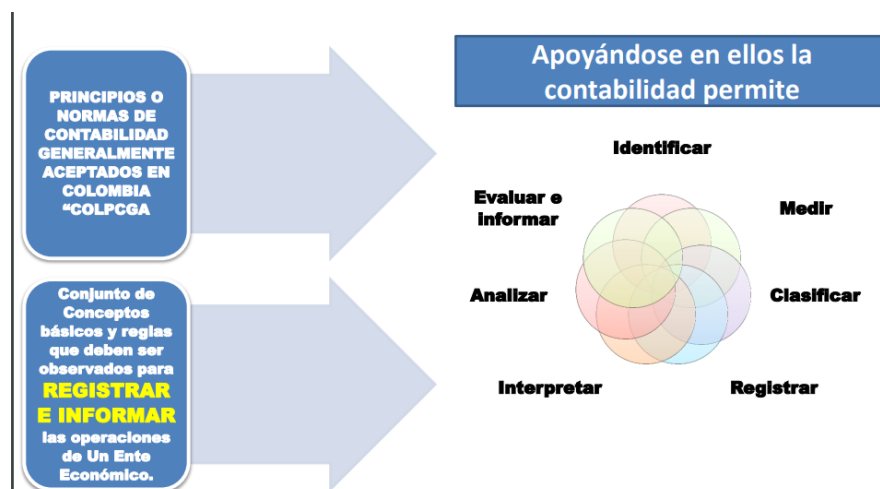 PRINCIPIOS O
NORMAS DE
CONTABILIDAD
GENERALMENTE
ACEPTADOS EN
COLOMBIA
“COLPCGA
Conjunto de
Conceptos
básicos y reglas
que deben ser
observados para
REGISTRAR
E INFORMAR
las operaciones
de Un Ente
Económico.
Apoyándose en ellos la
contabilidad permite
Identificar
Medir
Clasificar
Registrar
Interpretar
Analizar
Evaluar e
informar